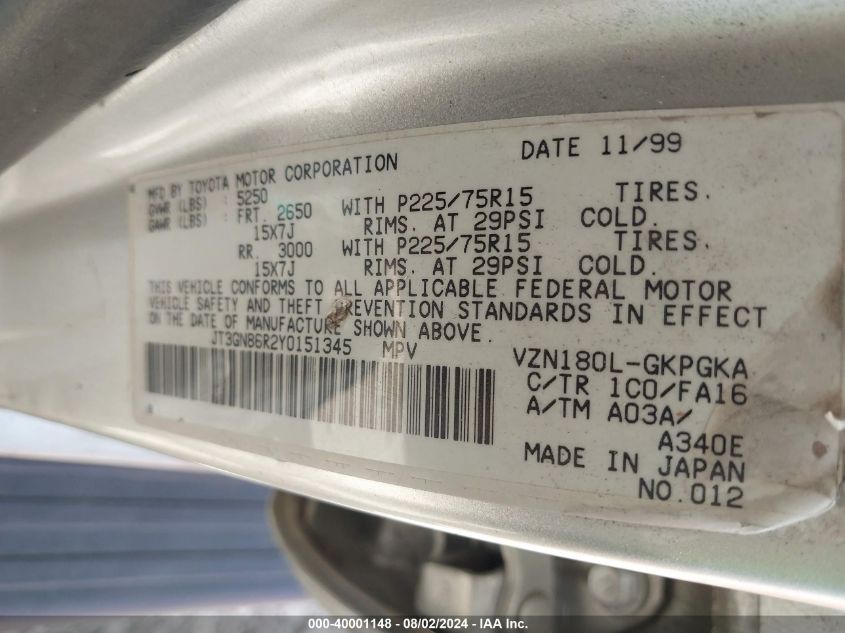 DATE 11/99
MFD BY TOYOTA MOTOR CORPORATION
GVWR (LBS) : 5250
GAWR (LBS) : FRT. 2650 WITH P225/75R15 TIRES.
15X7J RIMS. AT 29PSI COLD.
RR. 3000 WITH P225/75R15 TIRES.
15X7J RIMS. AT 29PSI COLD.
THIS VEHICLE CONFORMS TO ALL APPLICABLE FEDERAL MOTOR
VEHICLE SAFETY AND THEFT PREVENTION STANDARDS IN EFFECT
ON THE DATE OF MANUFACTURE SHOWN ABOVE.
JT3GN86R2Y0151345 MPV
VZN180L-GKPGKA
C/TR 1C0/FA16
A/TM A03A/
A340E
MADE IN JAPAN
NO.012
000-40001148 - 08/02/2024 - IAA Inc.